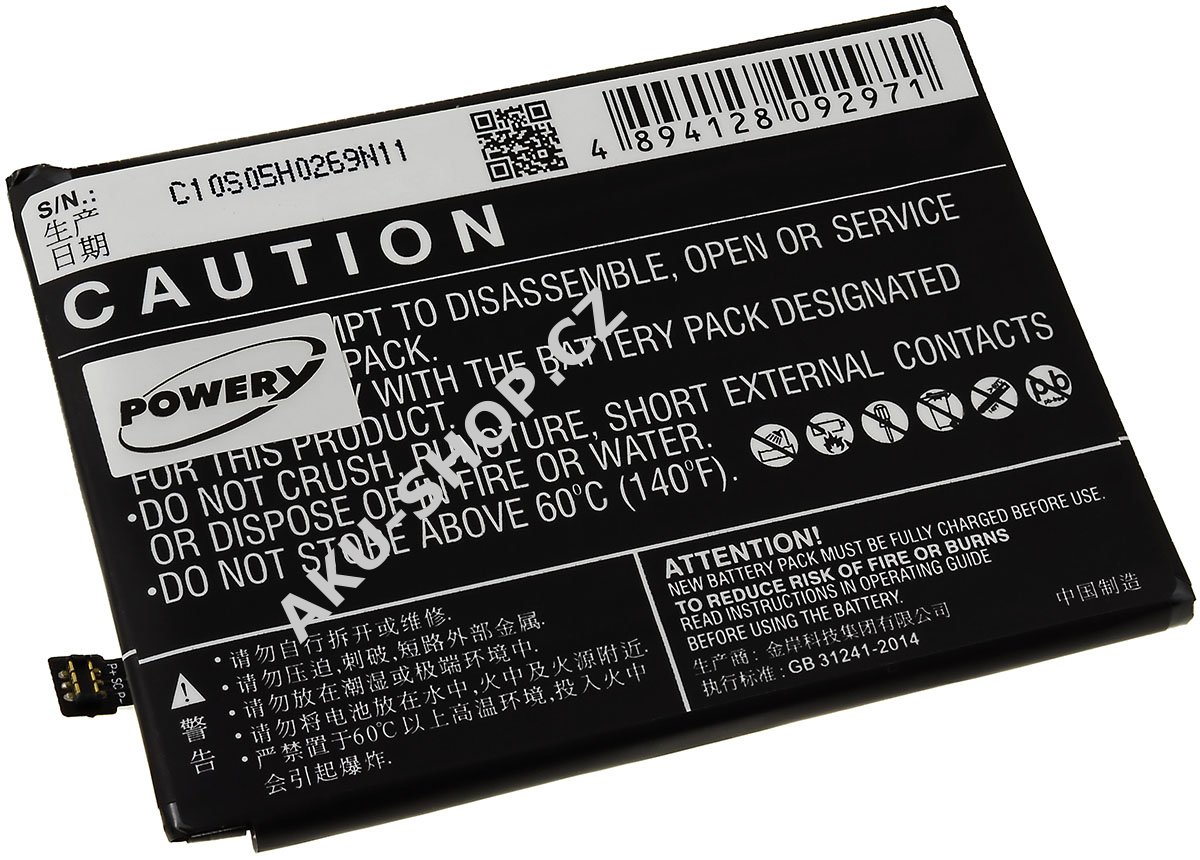 S/N.: C10S05H0269N11
生产
日期
4 894128 092971
CAUTION
MPT TO DISASSEMBLE, OPEN OR SERVICE
PACK.
Y WITH THE BATTERY PACK DESIGNATED
FOR THIS PRODUCT.
•DO NOT CRUSH, PUNCTURE, SHORT EXTERNAL CONTACTS
OR DISPOSE OF IN FIRE OR WATER.
•DO NOT STORE ABOVE 60°C (140°F).
POWERY
Pb
AKU-SHOP.CZ
P+ SC P-
警告
·请勿自行拆开或维修.
·请勿压迫,刺破,短路外部金属.
·请勿放在潮湿或极端环境中.
·请勿将电池放在水中,火中及火源附近.
·严禁置于60℃以上高温环境,火中
会引起爆炸.
ATTENTION!
NEW BATTERY PACK MUST BE FULLY CHARGED BEFORE USING.
TO REDUCE RISK OF FIRE OR BURNS
READ INSTRUCTIONS IN OPERATING GUIDE
BEFORE USING THE BATTERY.
生产商: 金岸科技集团有限公司
执行标准: GB 31241-2014
中国制造